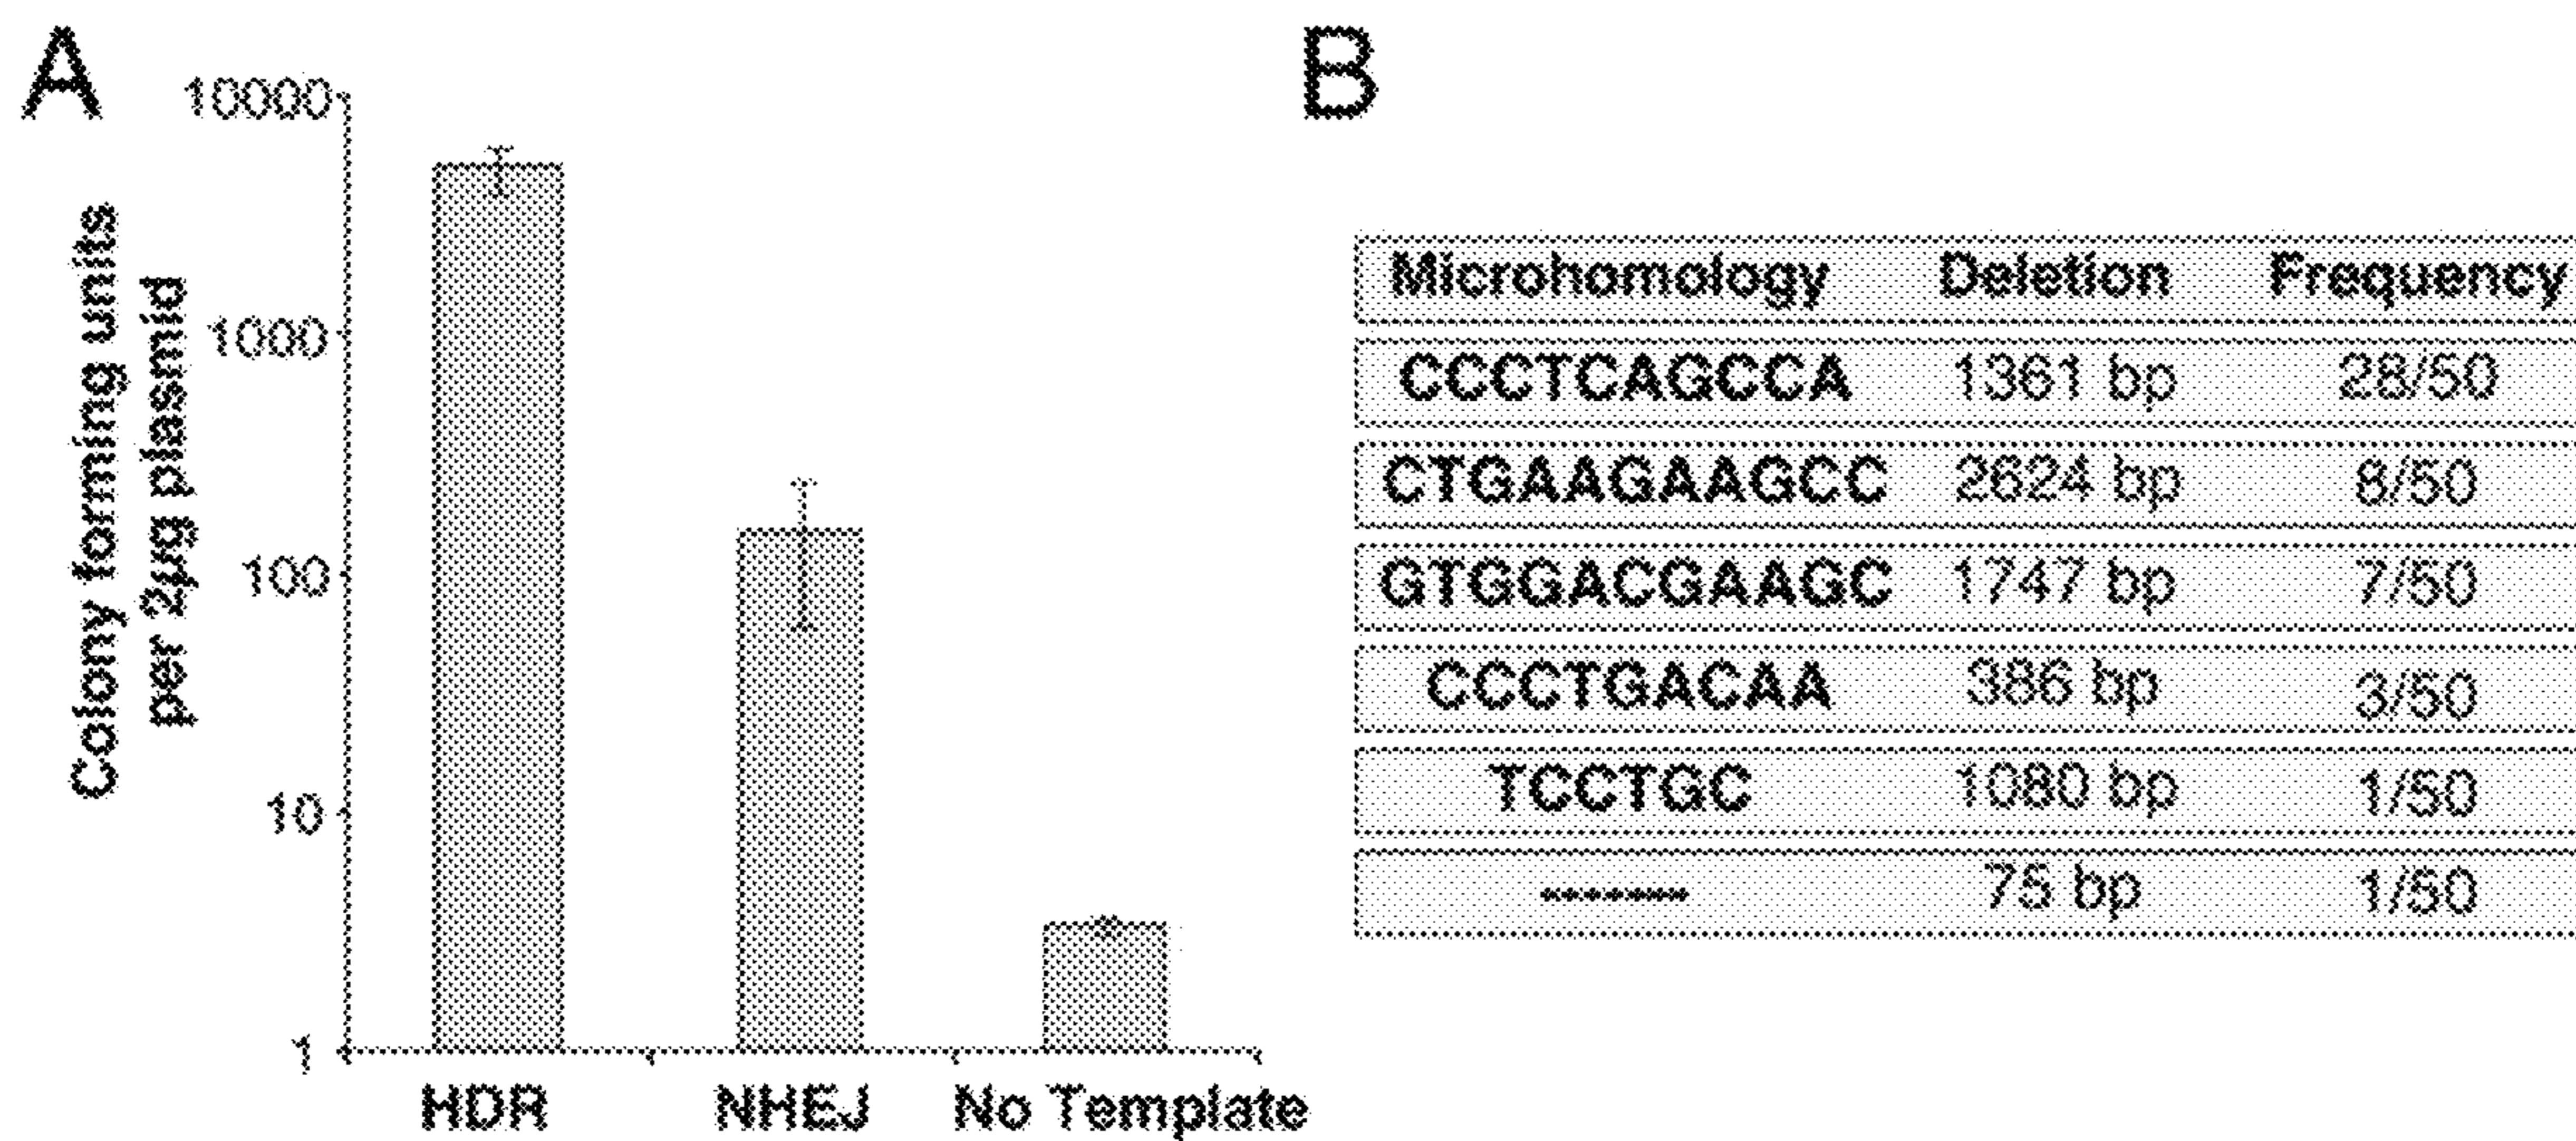 A
10000
1000
100
10
1
Colony forming units
per 2µg plasmid
HDR
NHEJ
No Template
B
Microhomology Deletion Frequency
CCCTCAGCCA 1361 bp 28/50
CTGAAGAAGCC 2624 bp 8/50
GTGGACGAAGC 1747 bp 7/50
CCCTGACAA 386 bp 3/50
TCCTGC 1080 bp 1/50
------- 75 bp 1/50